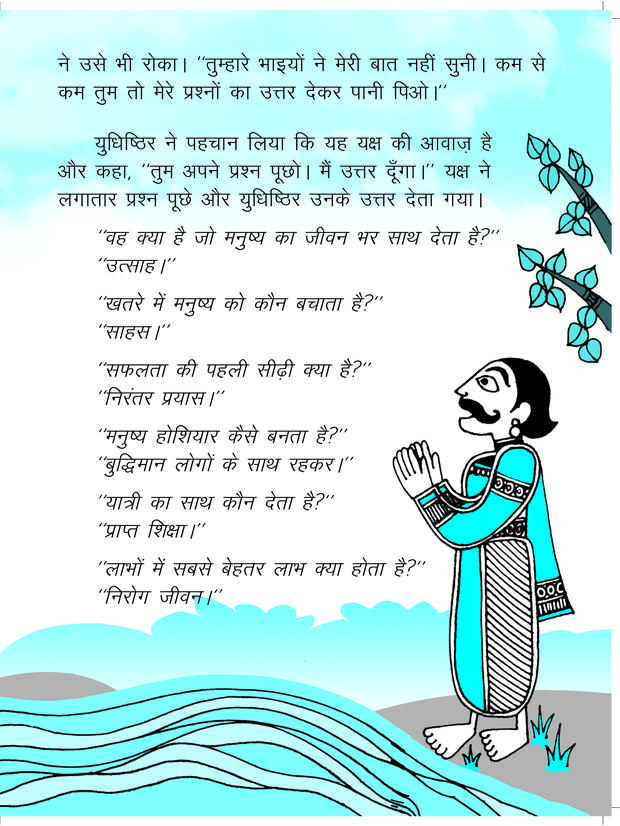 ने उसे भी रोका। ‘‘तुम्हारे भाइयों ने मेरी बात नहीं सुनी। कम से
कम तुम तो मेरे प्रश्नों का उत्तर देकर पानी पिओ।’’
युधिष्ठिर ने पहचान लिया कि यह यक्ष की आवाज़ है
और कहा, ‘‘तुम अपने प्रश्न पूछो। मैं उत्तर दूँगा।’’ यक्ष ने
लगातार प्रश्न पूछे और युधिष्ठिर उनके उत्तर देता गया।
‘‘वह क्या है जो मनुष्य का जीवन भर साथ देता है?’’
‘‘उत्साह।’’
‘‘खतरे में मनुष्य को कौन बचाता है?’’
‘‘साहस।’’
‘‘सफलता की पहली सीढ़ी क्या है?’’
‘‘निरंतर प्रयास।’’
‘‘मनुष्य होशियार कैसे बनता है?’’
‘‘बुद्धिमान लोगों के साथ रहकर।’’
‘‘यात्री का साथ कौन देता है?’’
‘‘प्राप्त शिक्षा।’’
‘‘लाभों में सबसे बेहतर लाभ क्या होता है?’’
‘‘निरोग जीवन।’’